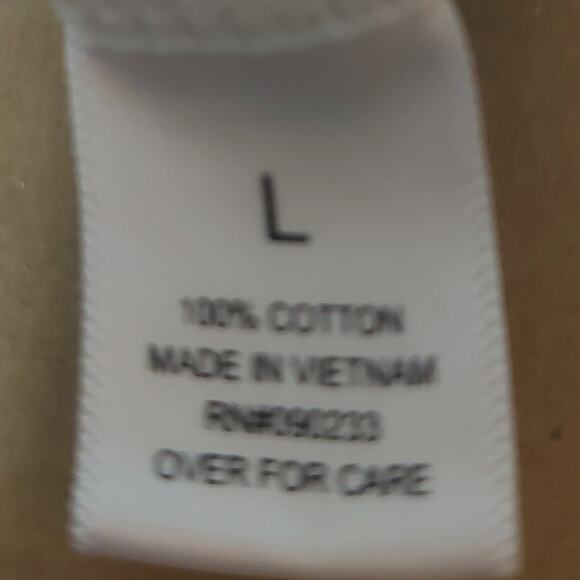 L
100% COTTON
MADE IN VIETNAM
RN#090233
OVER FOR CARE